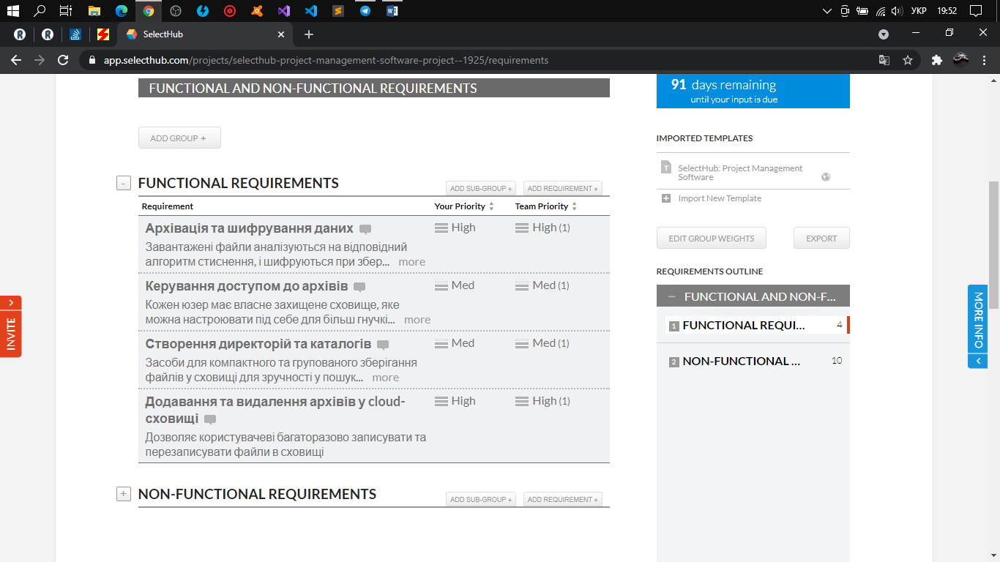 УКР 19:52
SelectHub
app.selecthub.com/projects/selecthub-project-management-software-project--1925/requirements
FUNCTIONAL AND NON-FUNCTIONAL REQUIREMENTS
ADD GROUP +
- FUNCTIONAL REQUIREMENTS
ADD SUB-GROUP + ADD REQUIREMENT +
Requirement Your Priority Team Priority
Архівація та шифрування даних High High (1)
Завантажені файли аналізуються на відповідний
алгоритм стиснення, і шифруються при збер... more
Керування доступом до архівів Med Med (1)
Кожен юзер має власне захищене сховище, яке
можна настроювати під себе для більш гнучкі... more
Створення директорій та каталогів Med Med (1)
Засоби для компактного та групованого зберігання
файлів у сховищі для зручності у пошук... more
Додавання та видалення архівів у cloud-
сховищі
High High (1)
Дозволяє користувачеві багаторазово записувати та
перезаписувати файли в сховищі
+ NON-FUNCTIONAL REQUIREMENTS
ADD SUB-GROUP + ADD REQUIREMENT +
91 days remaining
until your input is due
IMPORTED TEMPLATES
T
SelectHub: Project Management
Software
Import New Template
EDIT GROUP WEIGHTS EXPORT
REQUIREMENTS OUTLINE
FUNCTIONAL AND NON-F...
1 FUNCTIONAL REQUI... 4
2 NON-FUNCTIONAL ... 10
INVITE
MORE INFO